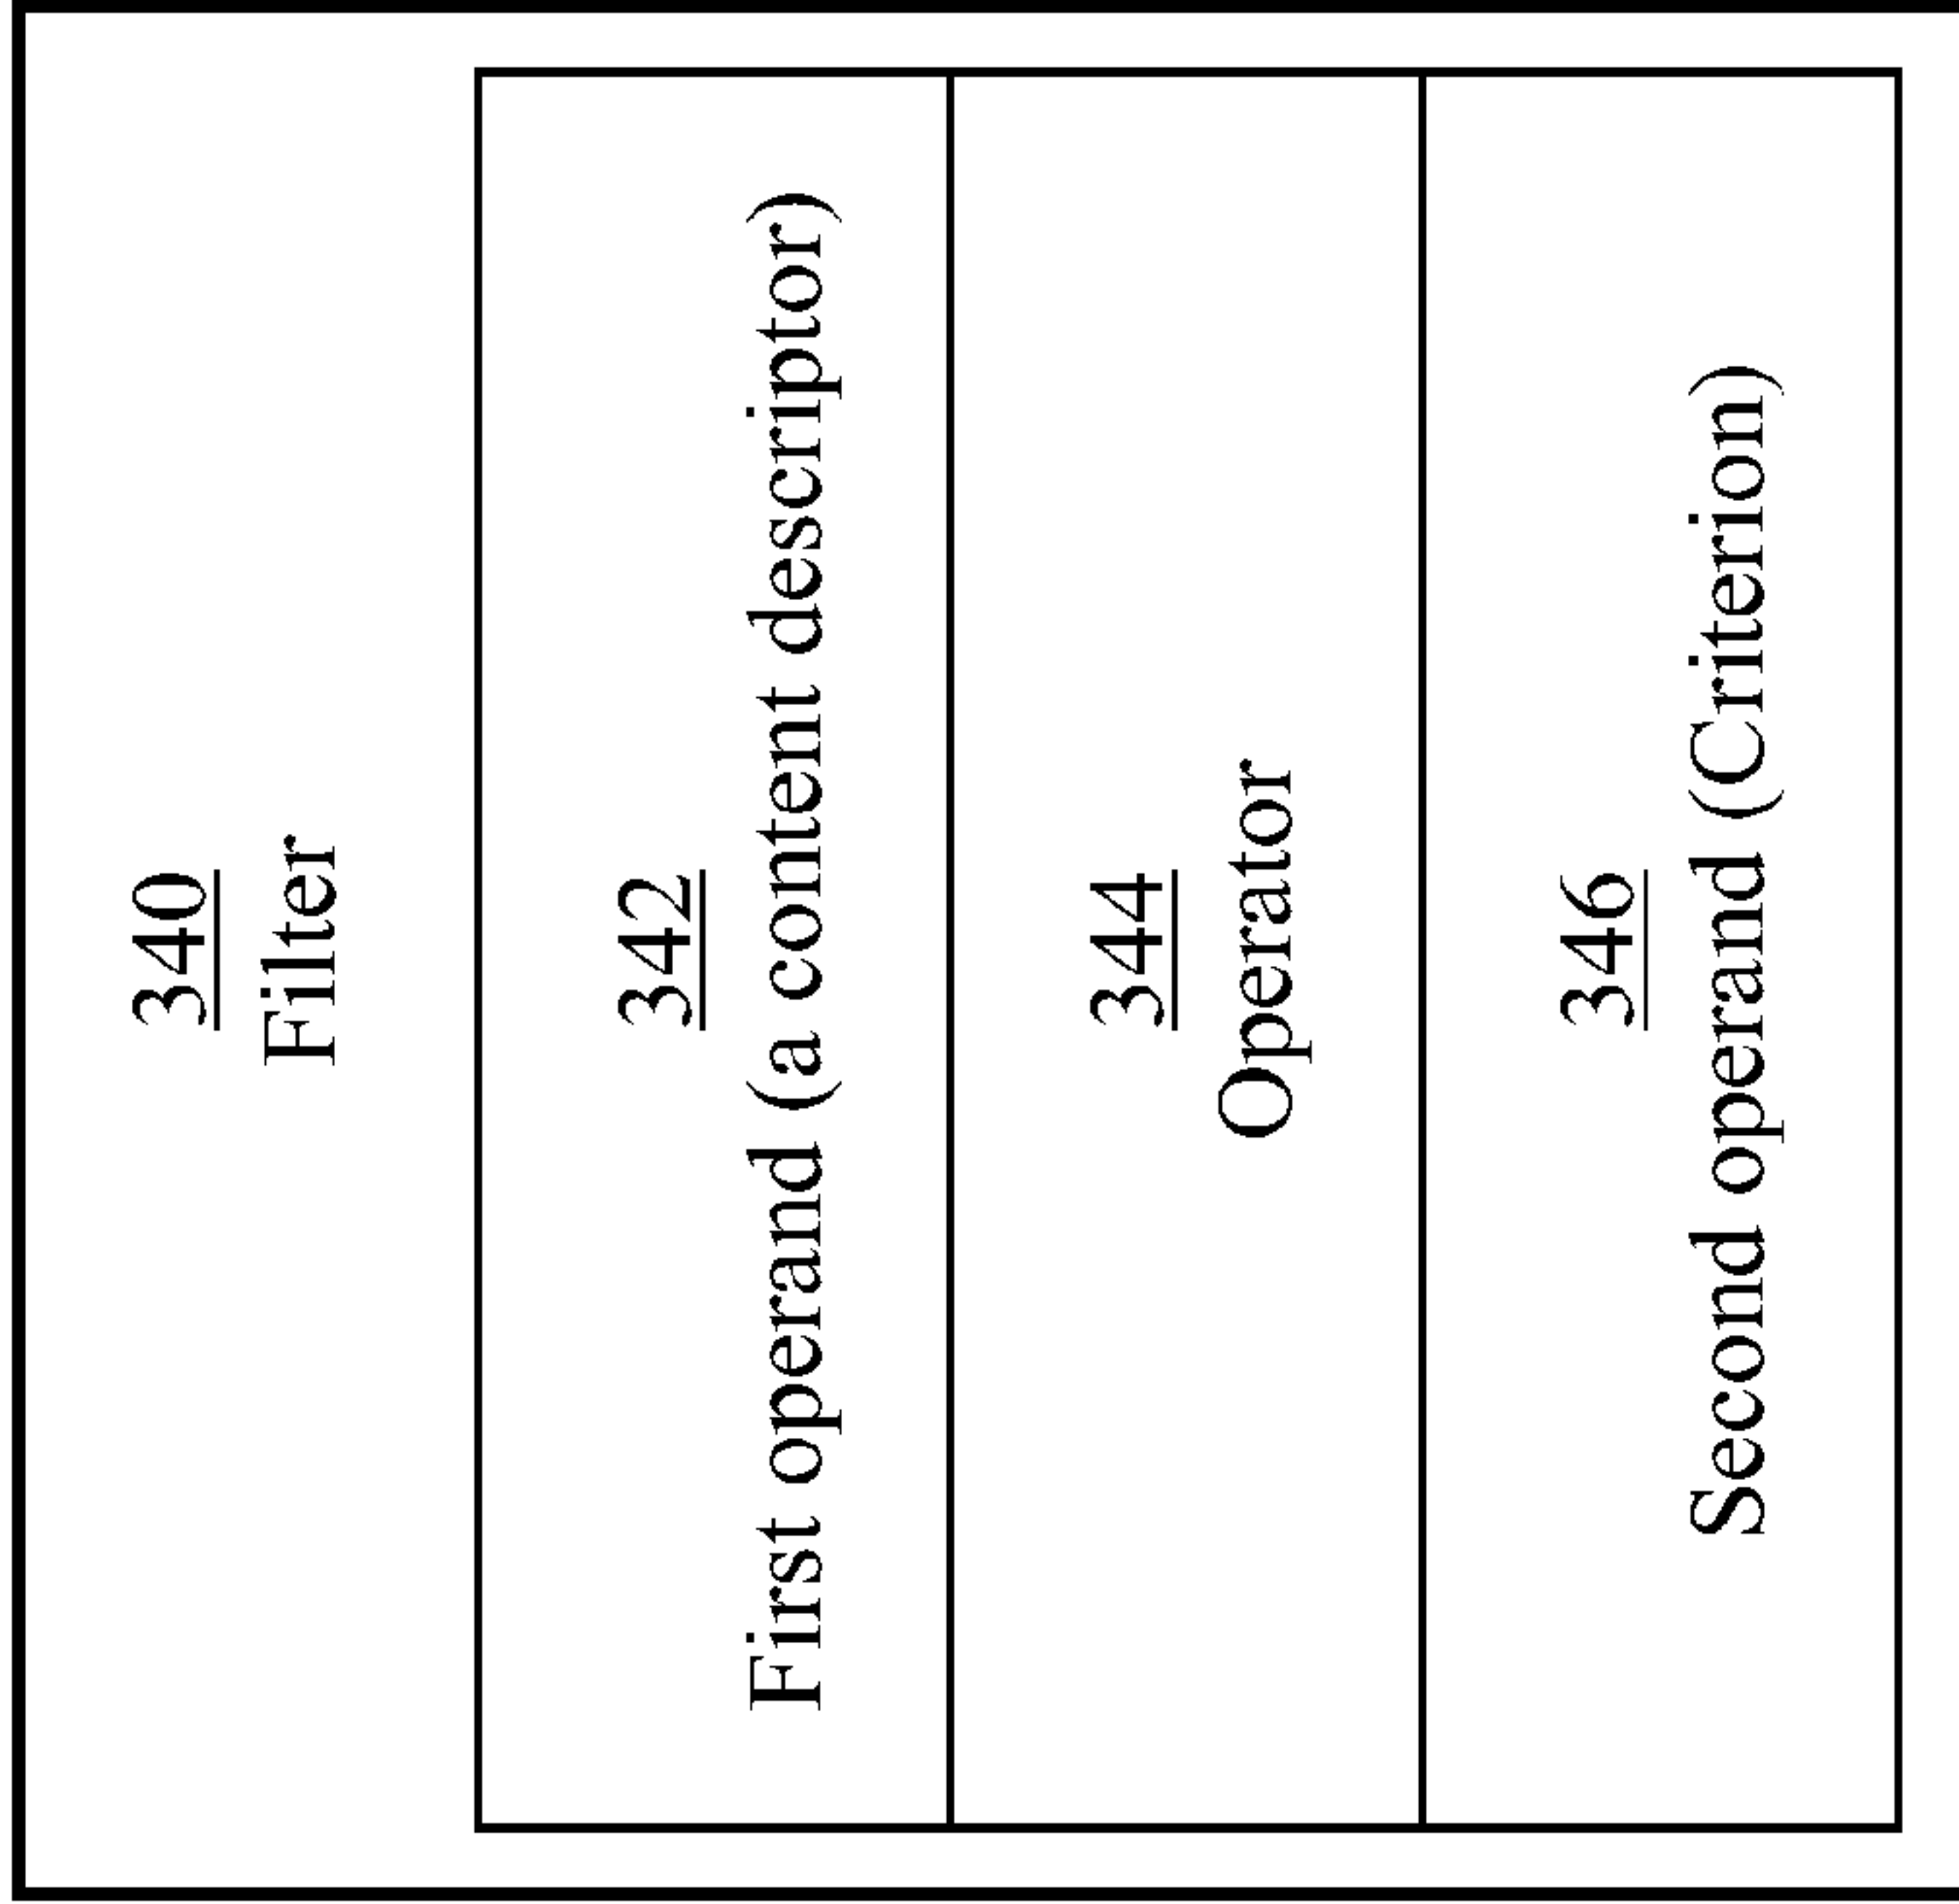 340
Filter
342
First operand (a content descriptor)
344
Operator
346
Second operand (Criterion)